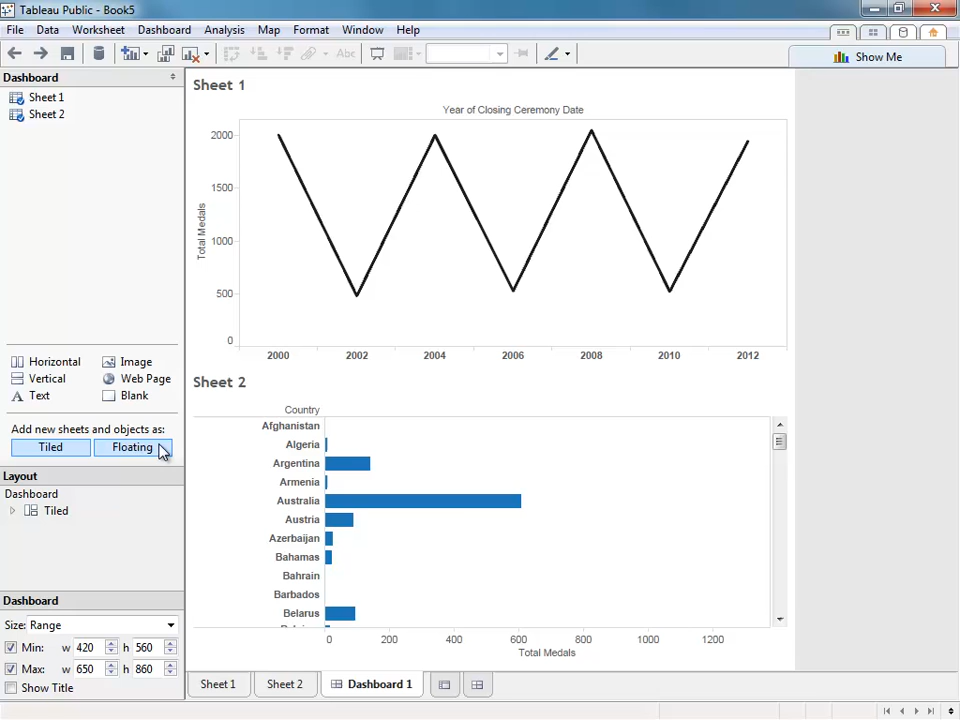 Tableau Public - Book5
File Data Worksheet Dashboard Analysis Map Format Window Help
Abc
Show Me
Dashboard
Sheet 1
Sheet 2
Horizontal Image
Vertical Web Page
A Text Blank
Add new sheets and objects as:
Tiled Floating
Layout
Dashboard
Tiled
Dashboard
Size: Range
Min: w 420 h 560
Max: w 650 h 860
Show Title
Sheet 1
Year of Closing Ceremony Date
Total Medals
2000
1500
1000
500
0
2000 2002 2004 2006 2008 2010 2012
Sheet 2
Country
Afghanistan
Algeria
Argentina
Armenia
Australia
Austria
Azerbaijan
Bahamas
Bahrain
Barbados
Belarus
0 200 400 600 800 1000 1200
Total Medals
Sheet 1 Sheet 2 Dashboard 1